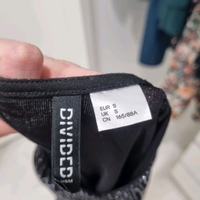 DIVIDED
EUR S
UK S
CN 165/88A